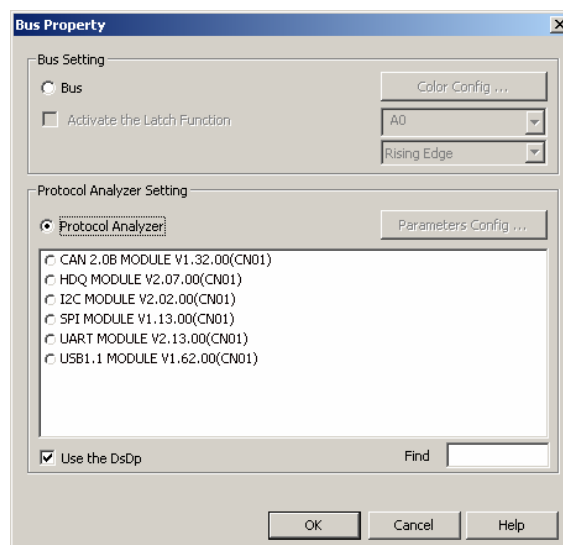 Bus Property
Bus Setting
Bus
Color Config ...
Activate the Latch Function
A0
Rising Edge
Protocol Analyzer Setting
Protocol Analyzer
Parameters Config ...
CAN 2.0B MODULE V1.32.00(CN01)
HDQ MODULE V2.07.00(CN01)
I2C MODULE V2.02.00(CN01)
SPI MODULE V1.13.00(CN01)
UART MODULE V2.13.00(CN01)
USB1.1 MODULE V1.62.00(CN01)
Use the DsDp
Find
OK
Cancel
Help